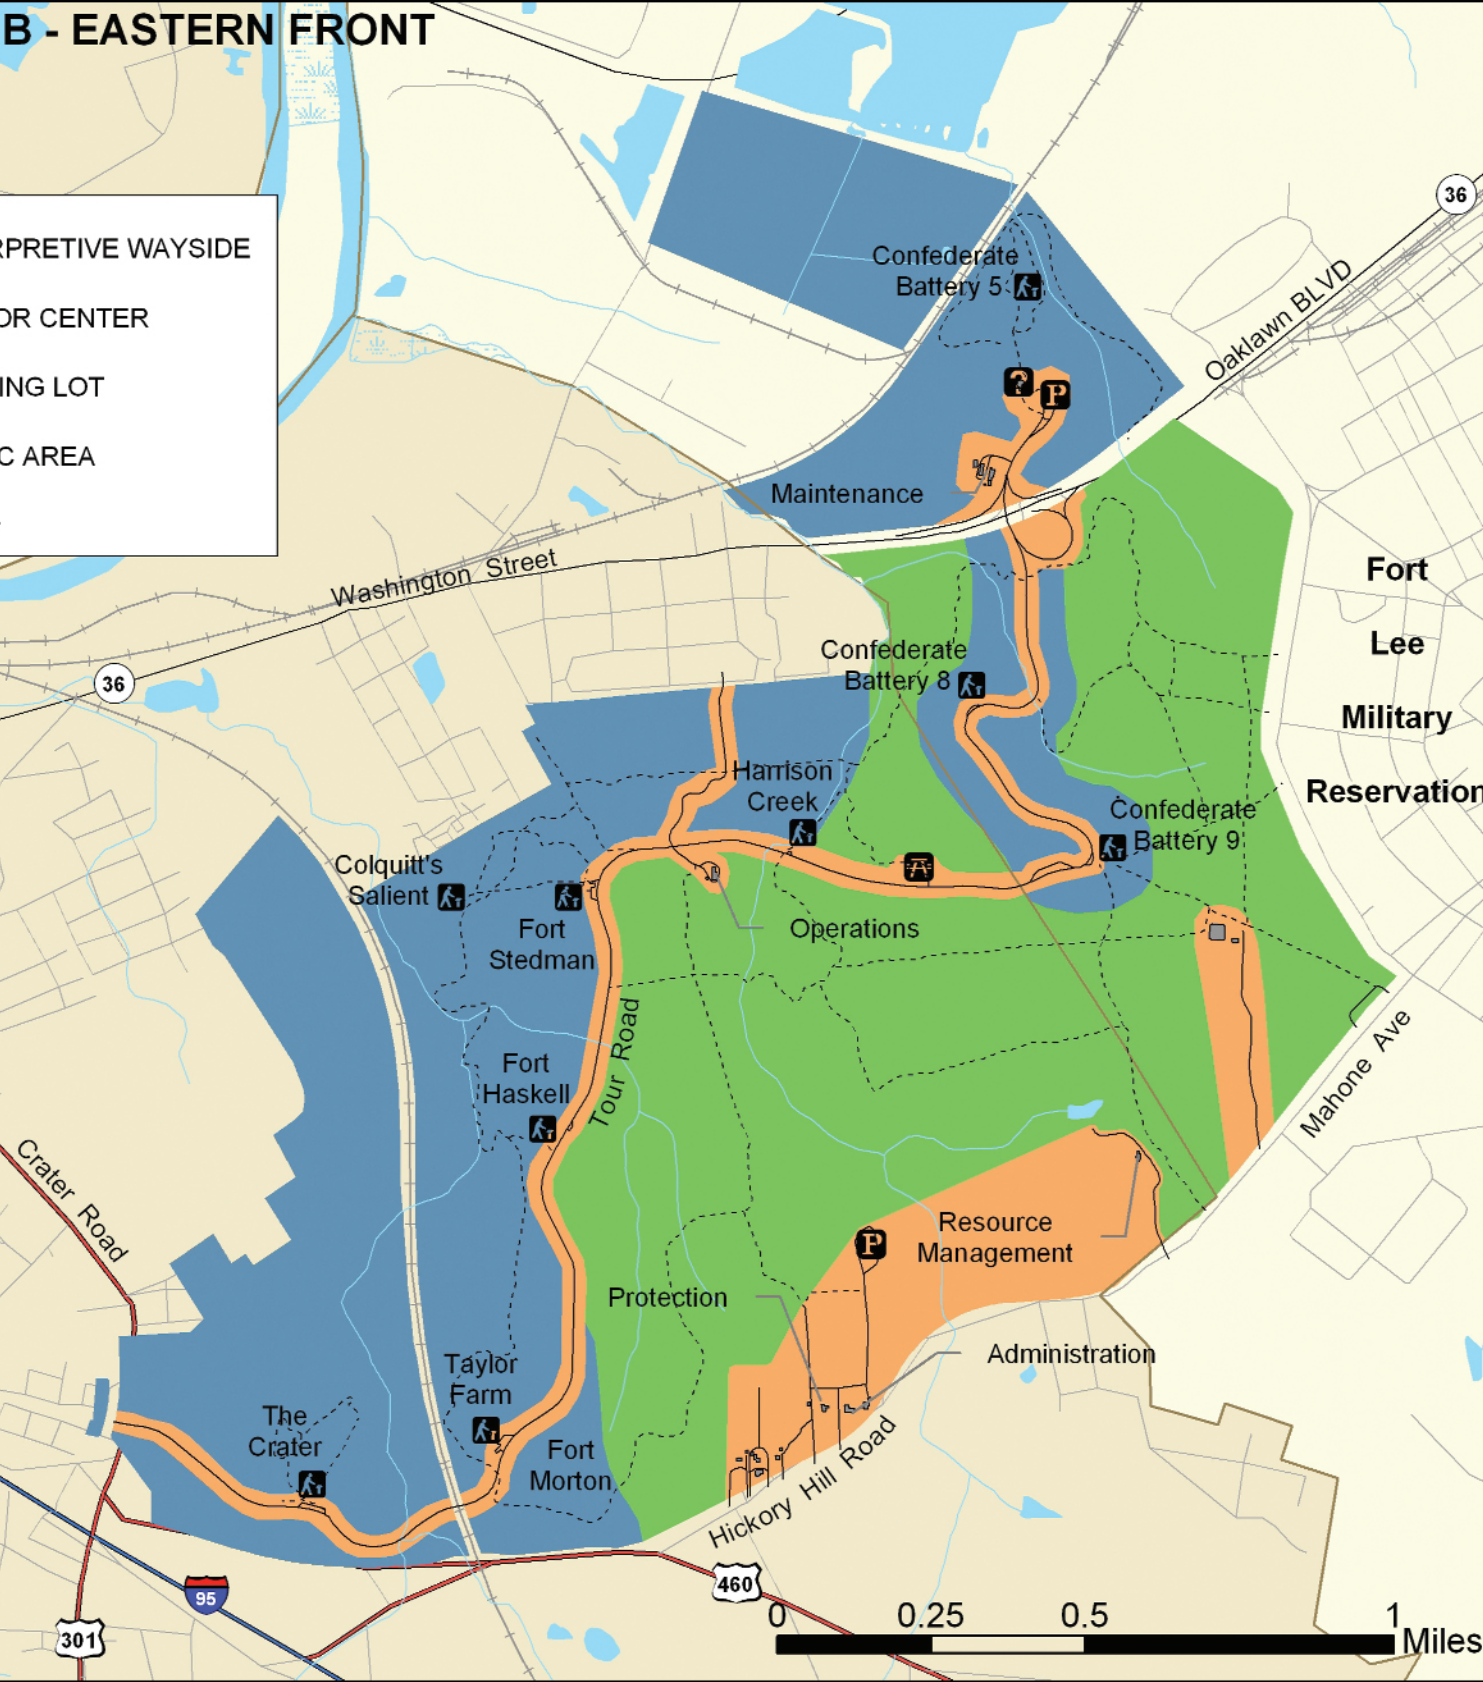 B - EASTERN FRONT
RPRETIVE WAYSIDE
OR CENTER
ING LOT
C AREA
36
Oaklawn BLVD
Confederate
Battery 5
?
P
Maintenance
Washington Street
36
Fort
Lee
Military
Reservation
Confederate
Battery 8
Harrison
Creek
Confederate
Battery 9
Colquitt's
Salient
Fort
Stedman
Operations
Tour Road
Fort
Haskell
Mahone Ave
Crater Road
Resource
Management
P
Protection
Administration
Taylor
Farm
The
Crater
Fort
Morton
Hickory Hill Road
460
95
301
0 0.25 0.5 1
Miles